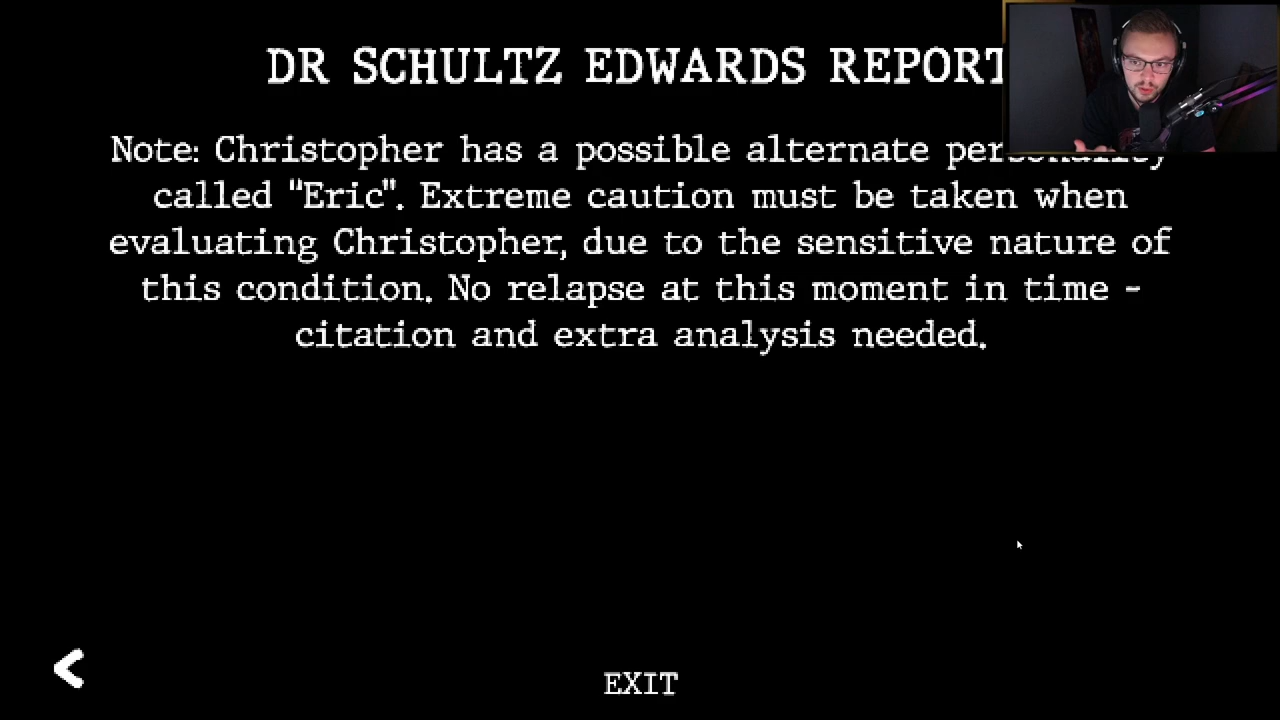 DR SCHULTZ EDWARDS REPORT
Note: Christopher has a possible alternate personality
called "Eric". Extreme caution must be taken when
evaluating Christopher, due to the sensitive nature of
this condition. No relapse at this moment in time -
citation and extra analysis needed.
EXIT